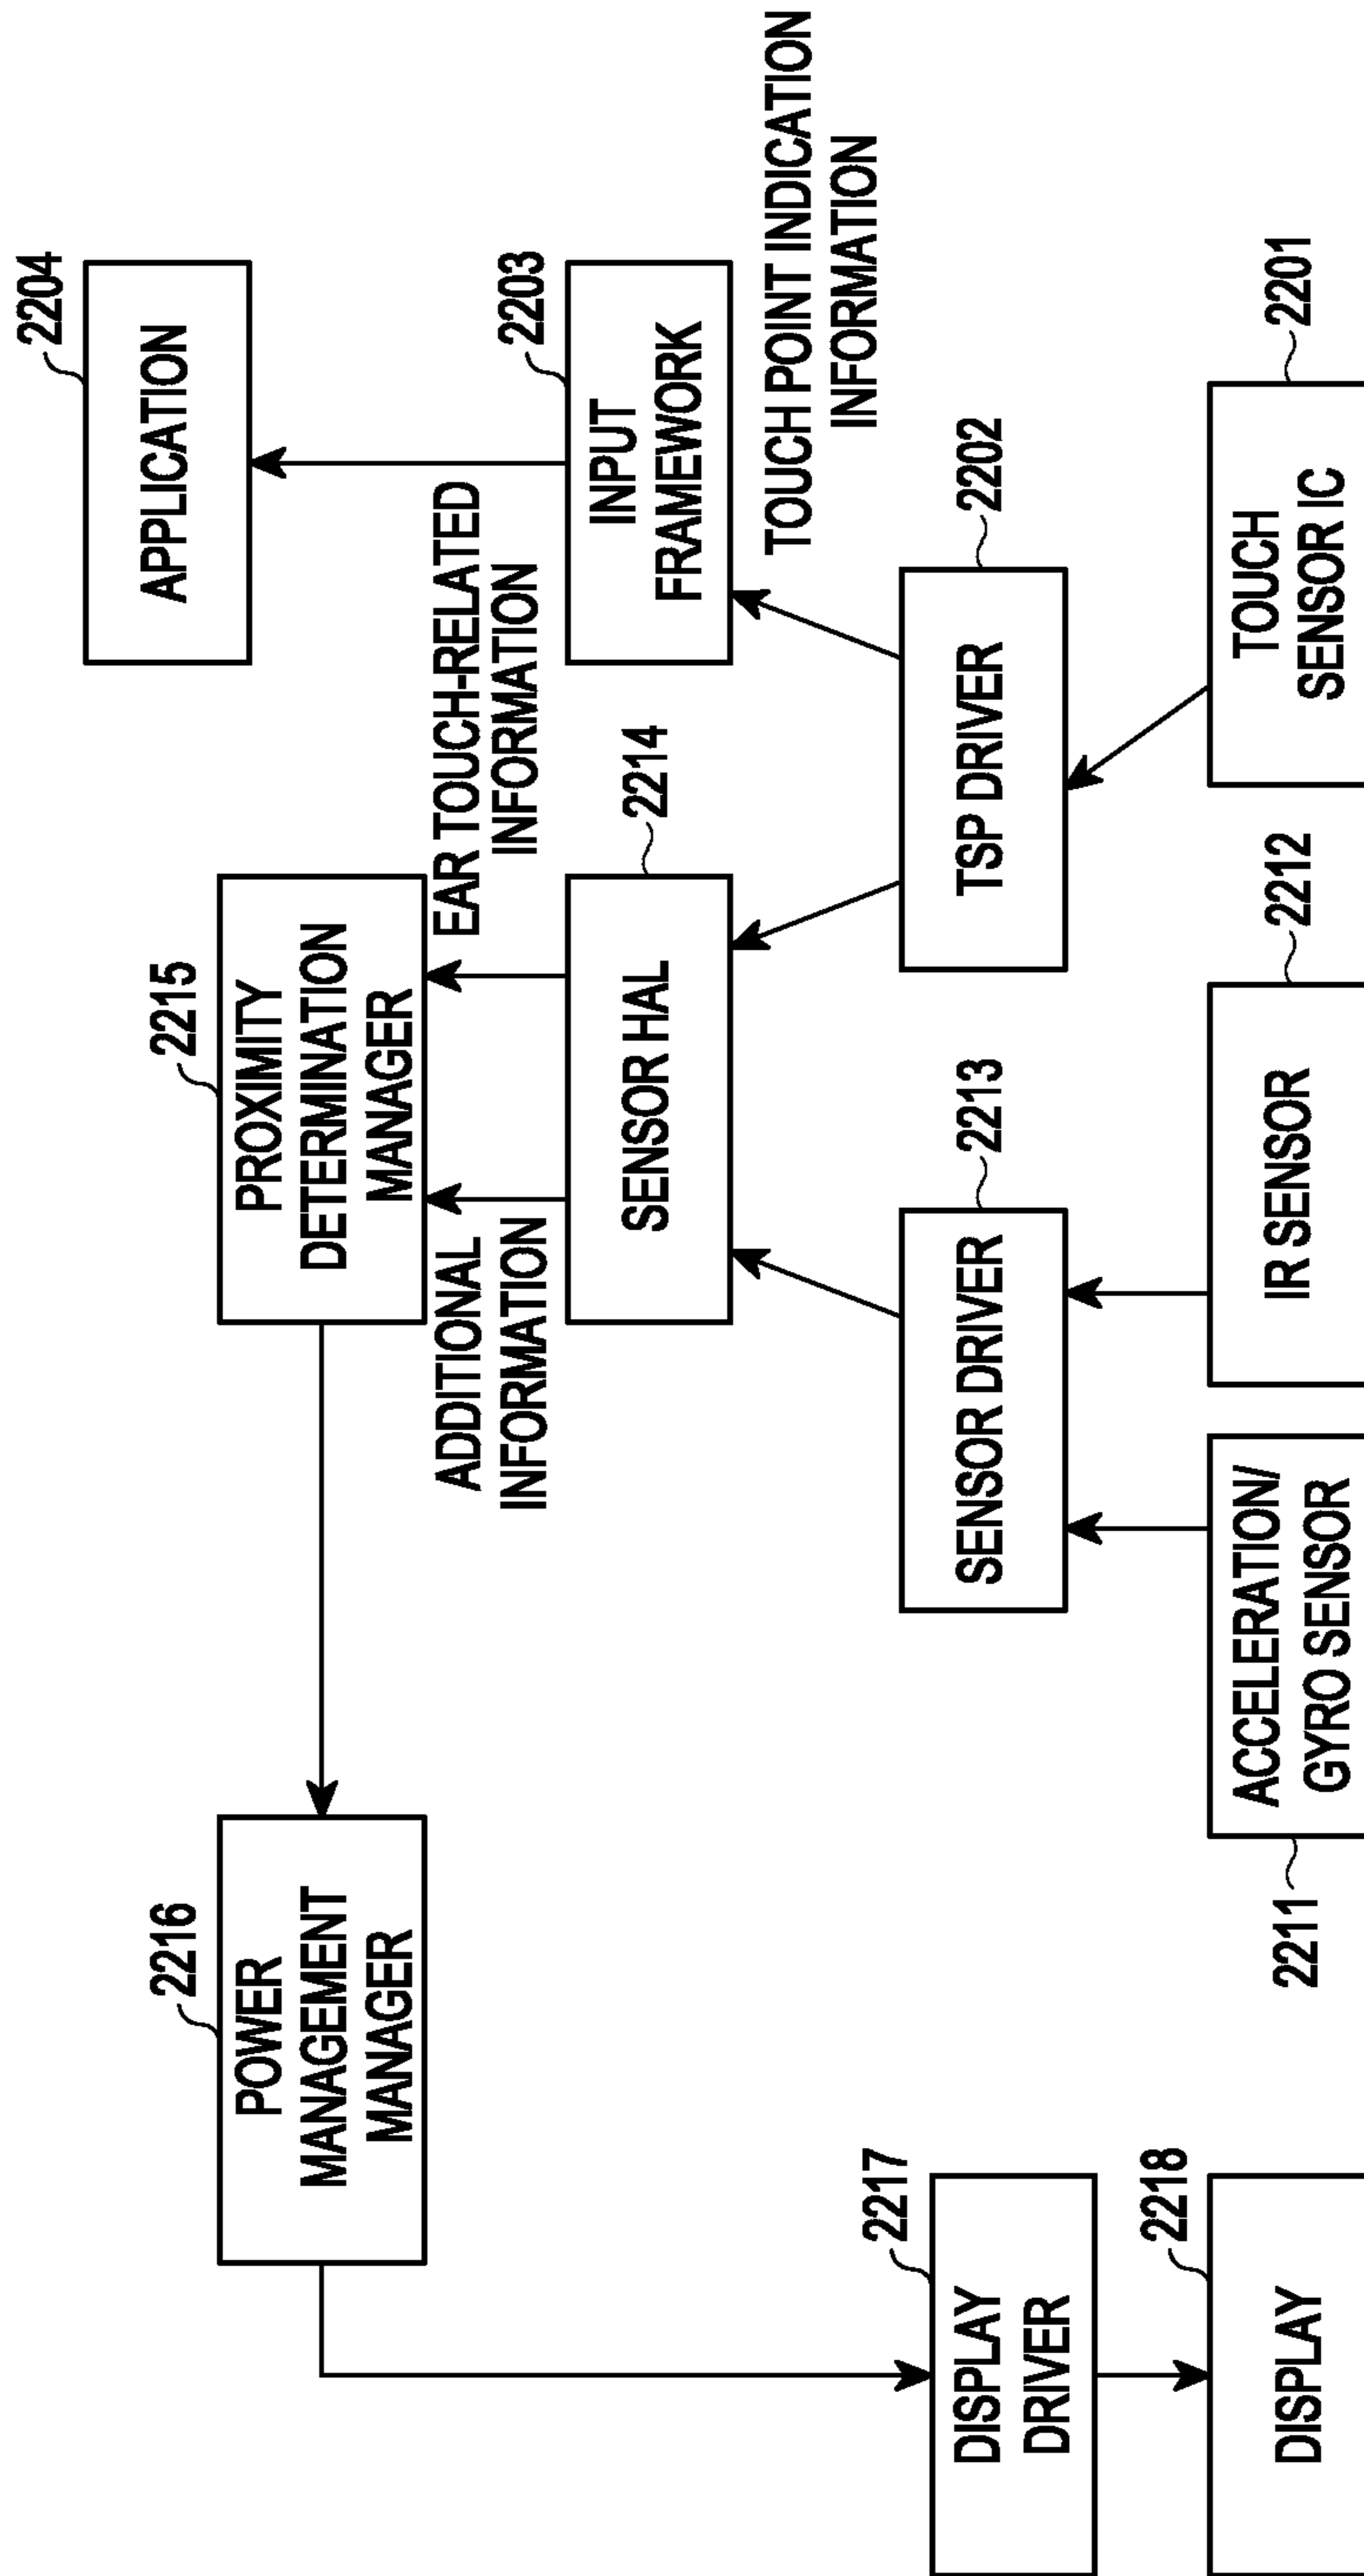 2204
APPLICATION
2215
PROXIMITY
DETERMINATION
MANAGER
2216
POWER
MANAGEMENT
MANAGER
EAR TOUCH-RELATED
INFORMATION
ADDITIONAL
INFORMATION
2203
INPUT
FRAMEWORK
2214
SENSOR HAL
TOUCH POINT INDICATION
INFORMATION
2202
TSP DRIVER
2213
SENSOR DRIVER
2217
DISPLAY
DRIVER
2201
TOUCH
SENSOR IC
2212
IR SENSOR
2211
ACCELERATION/
GYRO SENSOR
2218
DISPLAY